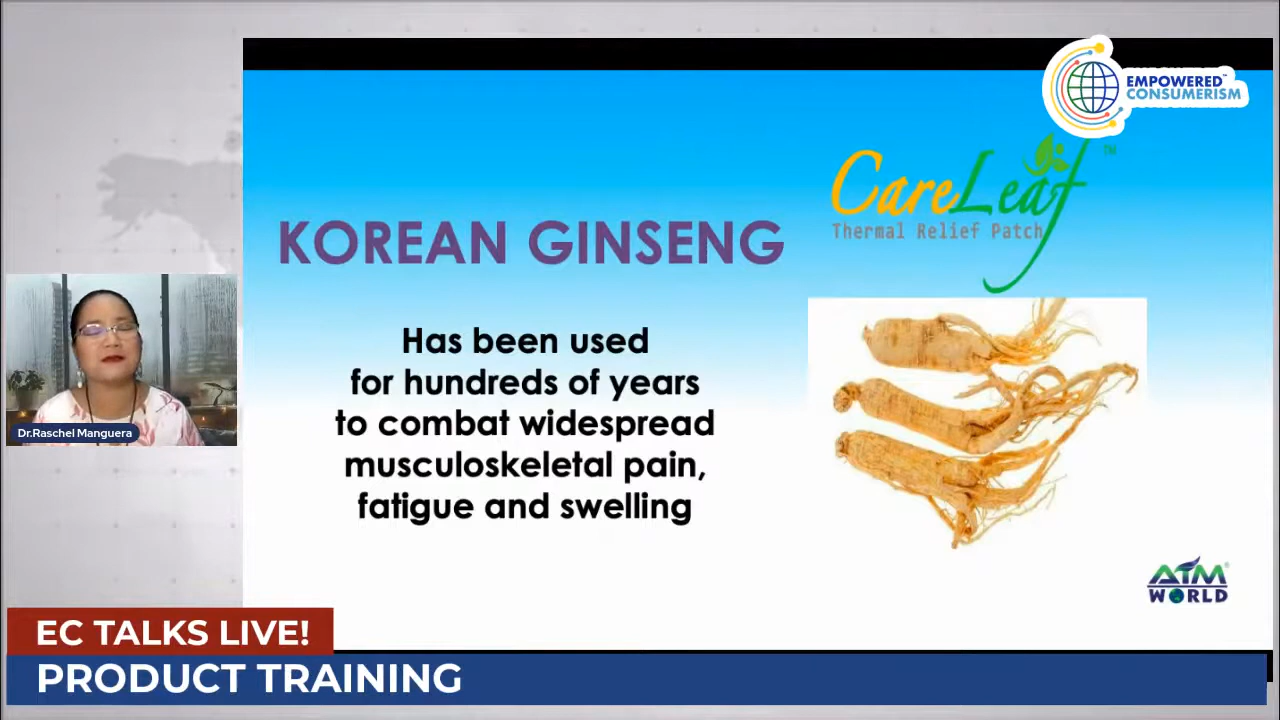 EMPOWERED™
CONSUMERISM
CareLeaf™
Thermal Relief Patch
KOREAN GINSENG
Has been used
for hundreds of years
to combat widespread
musculoskeletal pain,
fatigue and swelling
Dr.Raschel Manguera
AIM®
WORLD
EC TALKS LIVE!
PRODUCT TRAINING